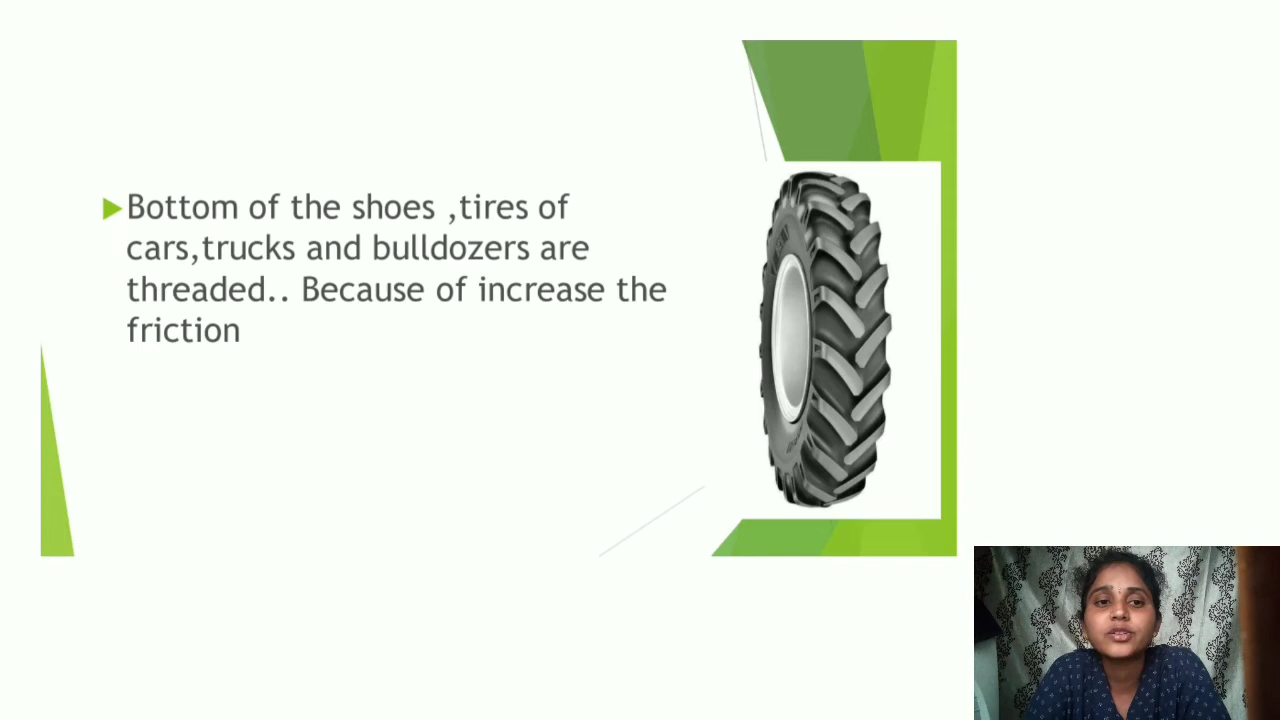 Bottom of the shoes ,tires of
cars,trucks and bulldozers are
threaded.. Because of increase the
friction